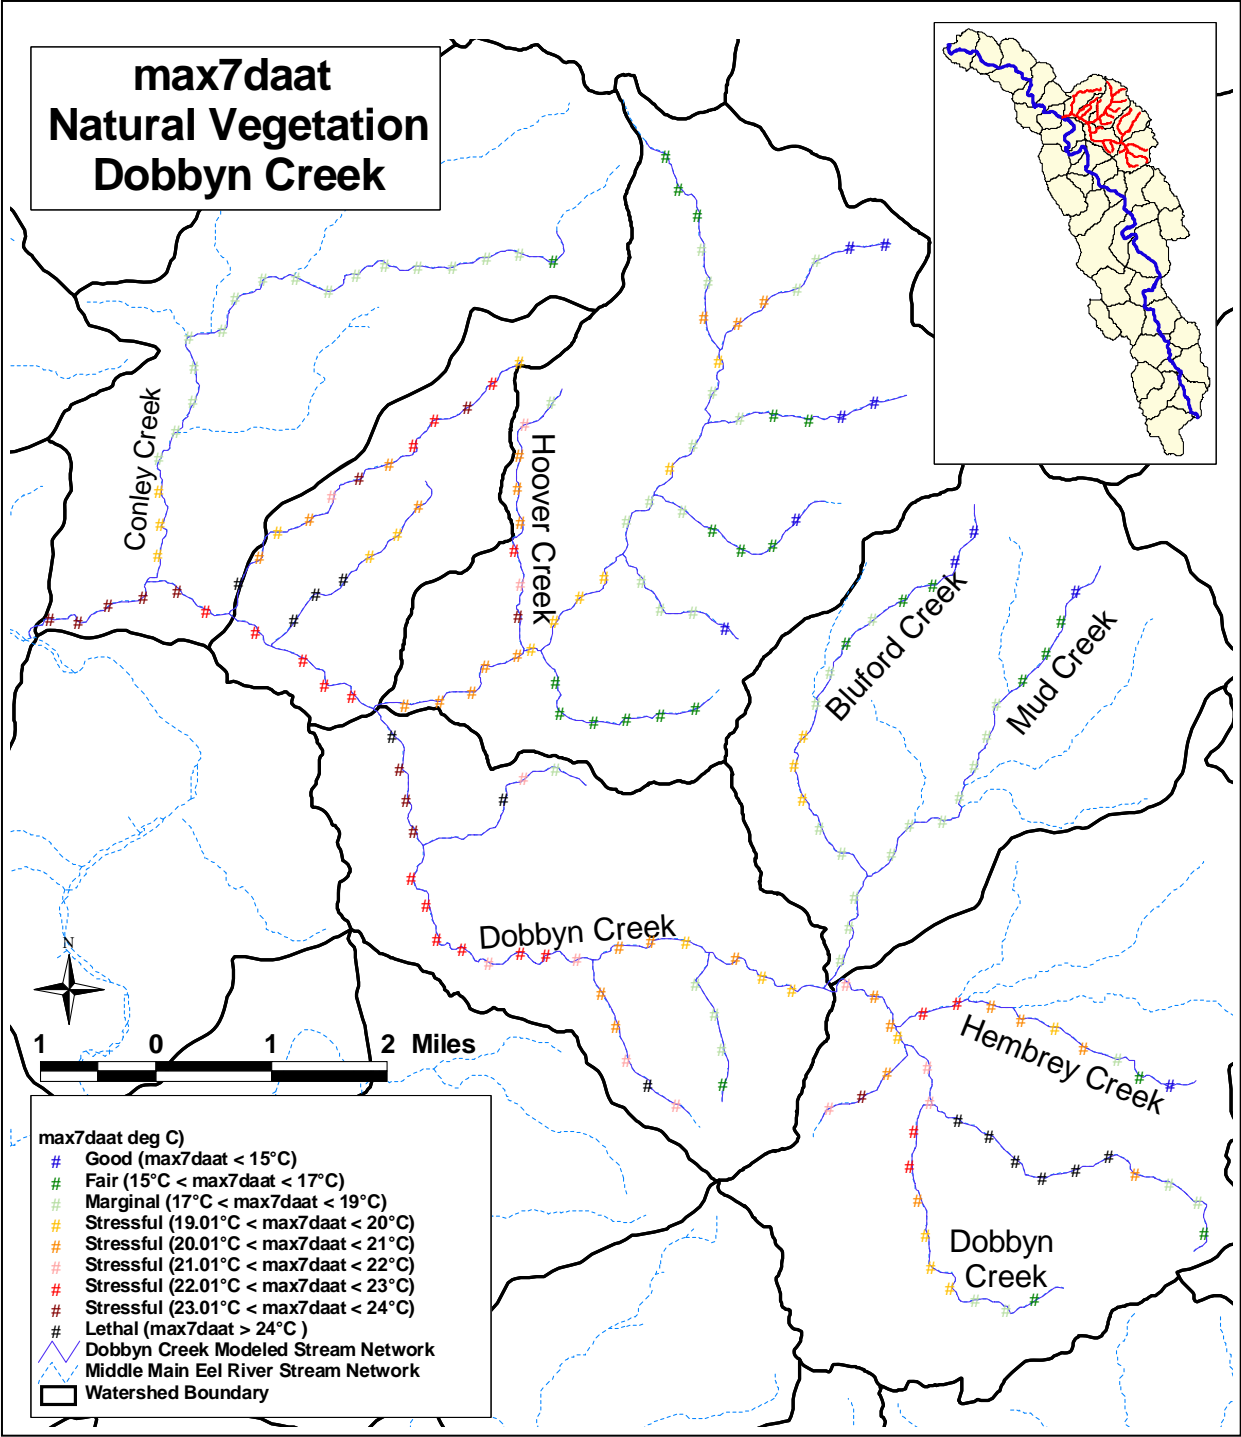 max7daat
Natural Vegetation
Dobbyn Creek
Conley Creek
Hoover Creek
Bluford Creek
Mud Creek
Dobbyn Creek
Hembrey Creek
Dobbyn
Creek
N
1 0 1 2 Miles
max7daat deg C)
# Good (max7daat < 15°C)
# Fair (15°C < max7daat < 17°C)
# Marginal (17°C < max7daat < 19°C)
# Stressful (19.01°C < max7daat < 20°C)
# Stressful (20.01°C < max7daat < 21°C)
# Stressful (21.01°C < max7daat < 22°C)
# Stressful (22.01°C < max7daat < 23°C)
# Stressful (23.01°C < max7daat < 24°C)
# Lethal (max7daat > 24°C )
Dobbyn Creek Modeled Stream Network
Middle Main Eel River Stream Network
Watershed Boundary